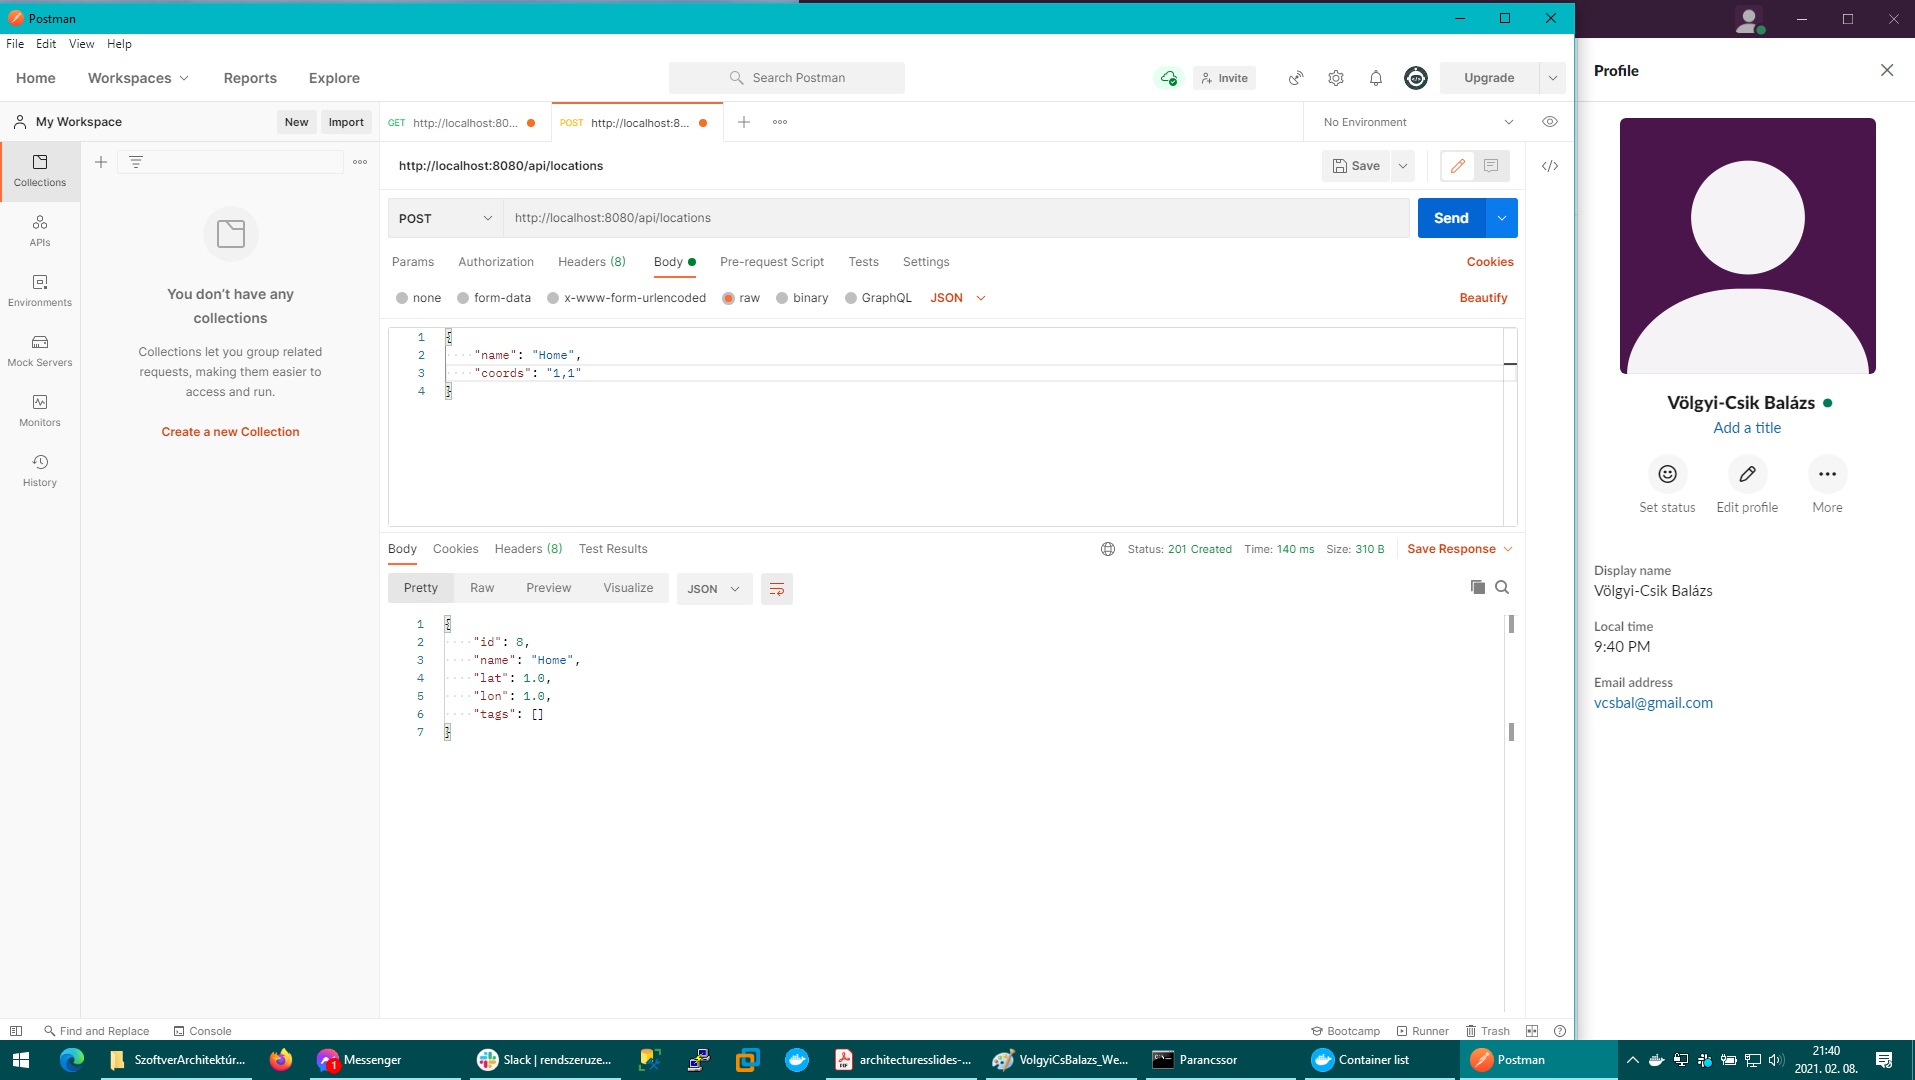 Postman
File Edit View Help
Home Workspaces Reports Explore
Search Postman
Invite
Upgrade
My Workspace
New Import
GET http://localhost:80...
POST http://localhost:8...
No Environment
Collections
APIs
Environments
Mock Servers
Monitors
History
You don't have any
collections
Collections let you group related
requests, making them easier to
access and run.
Create a new Collection
http://localhost:8080/api/locations
Save
POST http://localhost:8080/api/locations
Send
Params Authorization Headers (8) Body Pre-request Script Tests Settings
Cookies
none form-data x-www-form-urlencoded raw binary GraphQL JSON
Beautify
1 {
2 "name": "Home",
3 "coords": "1,1"
4 }
Body Cookies Headers (8) Test Results
Status: 201 Created Time: 140 ms Size: 310 B Save Response
Pretty Raw Preview Visualize JSON
1 {
2 "id": 8,
3 "name": "Home",
4 "lat": 1.0,
5 "lon": 1.0,
6 "tags": []
7 }
Find and Replace Console
Bootcamp Runner Trash
Profile
Völgyi-Csik Balázs
Add a title
Set status Edit profile More
Display name
Völgyi-Csik Balázs
Local time
9:40 PM
Email address
vcsbal@gmail.com
SzoftverArchitektúr...
1 Messenger
Slack | rendszeruze...
architecturesslides-...
VolgyiCsBalazs_We...
Parancssor
Container list
Postman
21:40
2021. 02. 08.